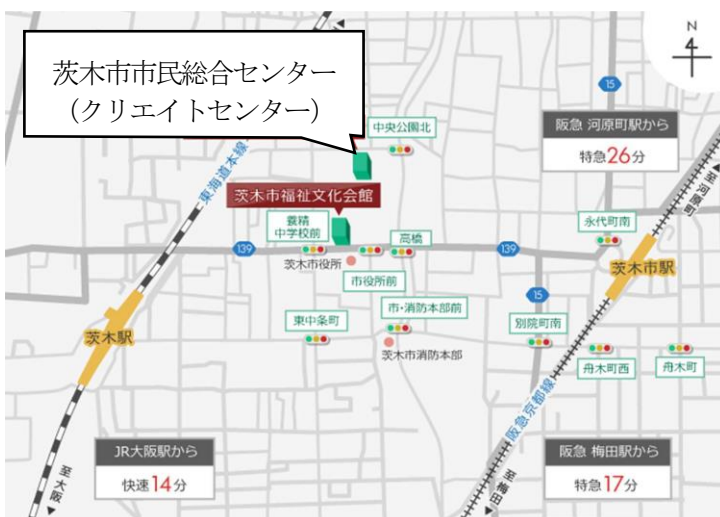 茨木市市民総合センター
（クリエイトセンター）
N
15
中央公園北
阪急 河原町駅から
特急26分
至河原町
東海道本線
茨木市福祉文化会館
養精
中学校前
高橋
永代町南
139
139
茨木市役所
市役所前
茨木市駅
15
東中条町
市・消防本部前
別院町南
茨木駅
茨木市消防本部
舟木町西
舟木町
阪急京都線
JR大阪駅から
快速14分
阪急 梅田駅から
特急17分
至大阪
至梅田